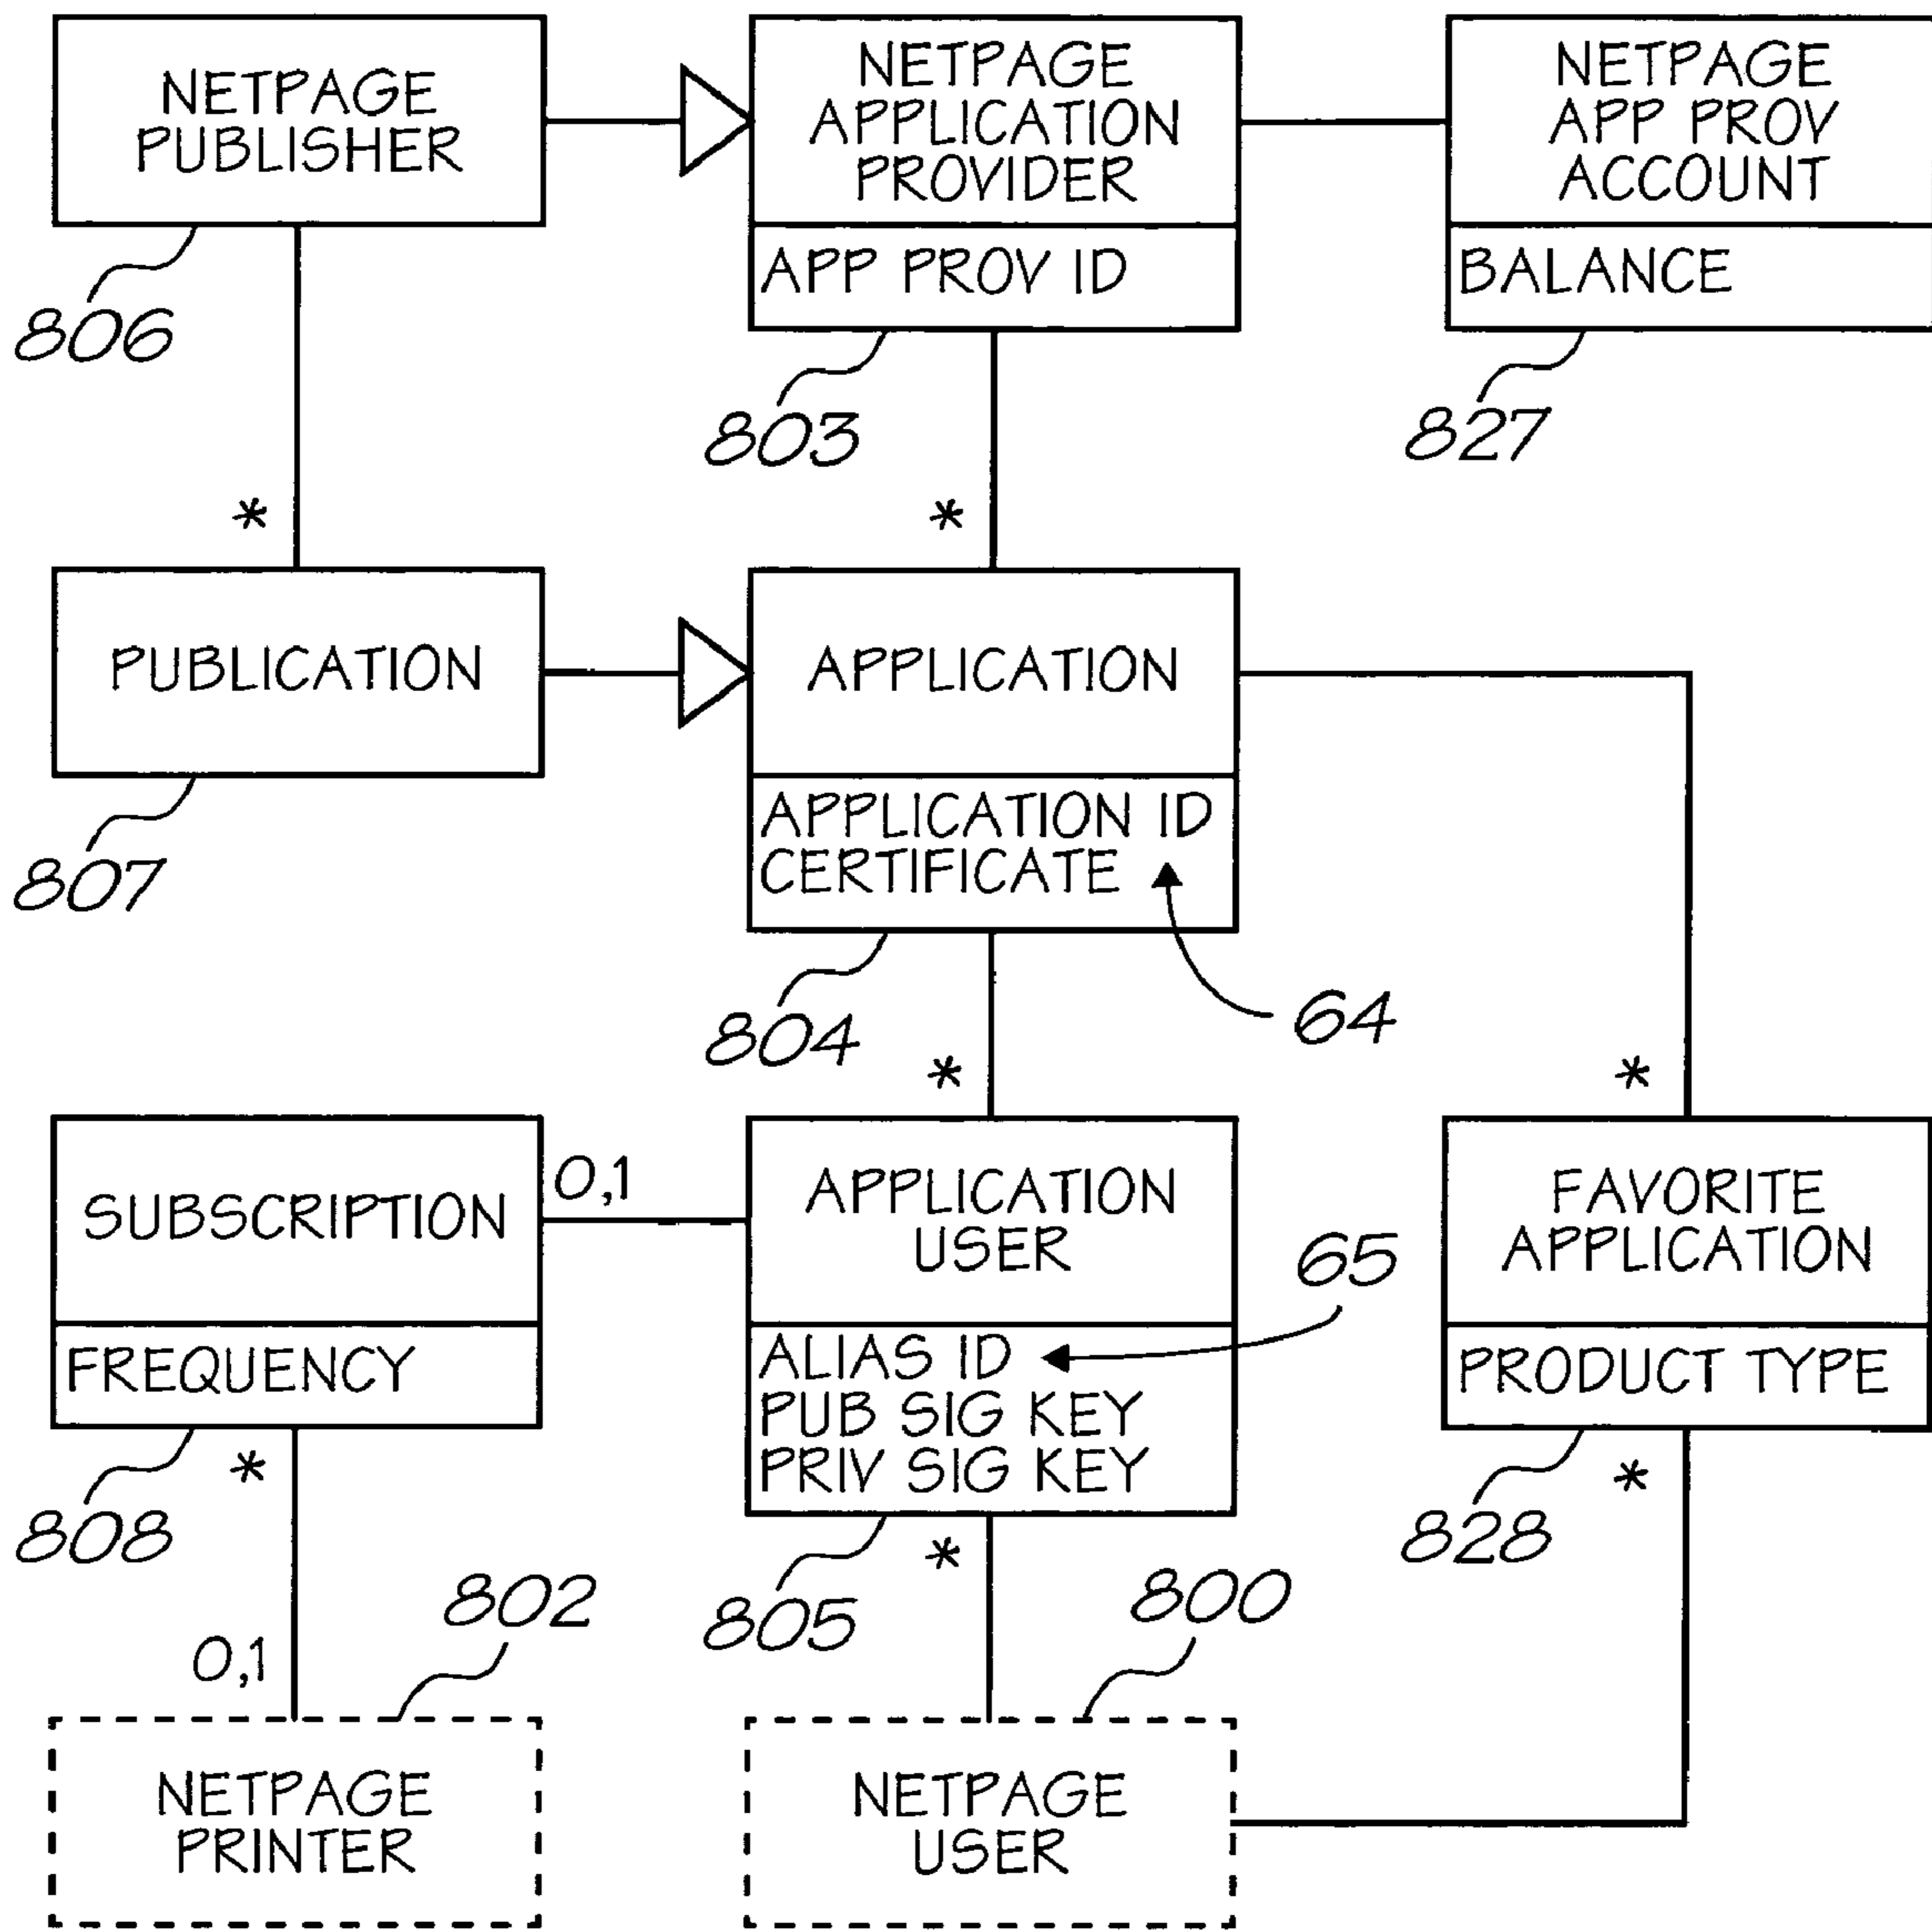 NETPAGE
PUBLISHER
806
NETPAGE
APPLICATION
PROVIDER
APP PROV ID
803
NETPAGE
APP PROV
ACCOUNT
BALANCE
827
*
*
PUBLICATION
807
APPLICATION
APPLICATION ID
CERTIFICATE
804
64
*
*
SUBSCRIPTION
FREQUENCY
0,1
808
*
APPLICATION
USER
ALIAS ID
PUB SIG KEY
PRIV SIG KEY
65
805
*
FAVORITE
APPLICATION
PRODUCT TYPE
828
*
802
0,1
800
NETPAGE
PRINTER
NETPAGE
USER